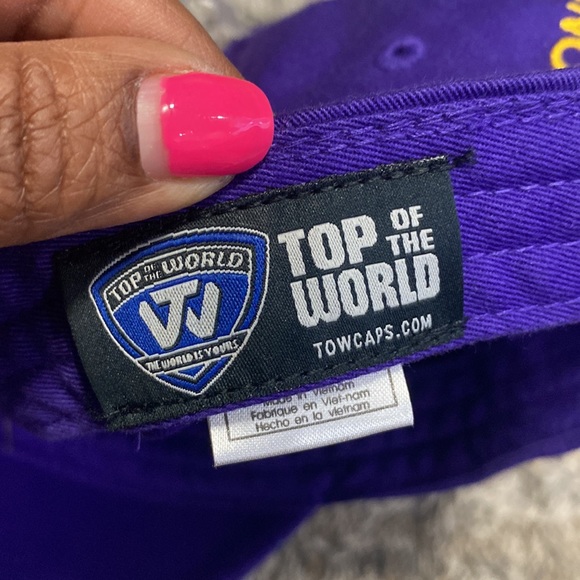 TOP OF THE WORLD
TW
THE WORLD IS YOURS
TOP OF THE
WORLD
TOWCAPS.COM
Made in Vietnam
Fabriqué en Viet-nam
Hecho en la vietnam